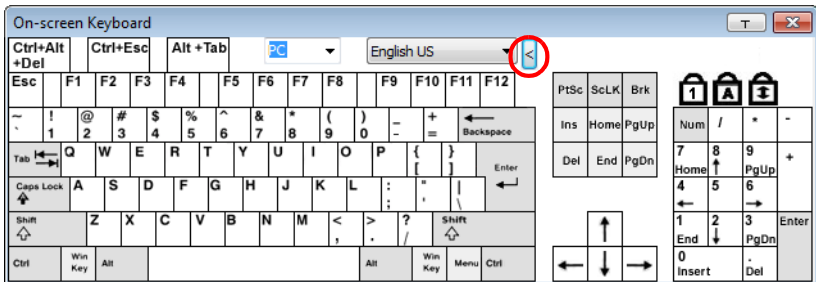 On-screen Keyboard
T X
Ctrl+Alt +Del Ctrl+Esc Alt +Tab PC English US <
Esc F1 F2 F3 F4 F5 F6 F7 F8 F9 F10 F11 F12 PtSc ScLK Brk 1 A
~ ` ! 1 @ 2 # 3 $ 4 % 5 ^ 6 & 7 * 8 ( 9 ) 0 _ - + = Backspace Ins Home PgUp Num / * -
Tab Q W E R T Y U I O P { [ } ] Enter Del End PgDn 7 Home 8 9 PgUp +
Caps Lock A S D F G H J K L : ; " ' | \ 4 5 6
Shift Z X C V B N M < , > . ? / Shift 1 End 2 3 PgDn Enter
Ctrl Win Key Alt Alt Win Key Menu Ctrl 0 Insert . Del